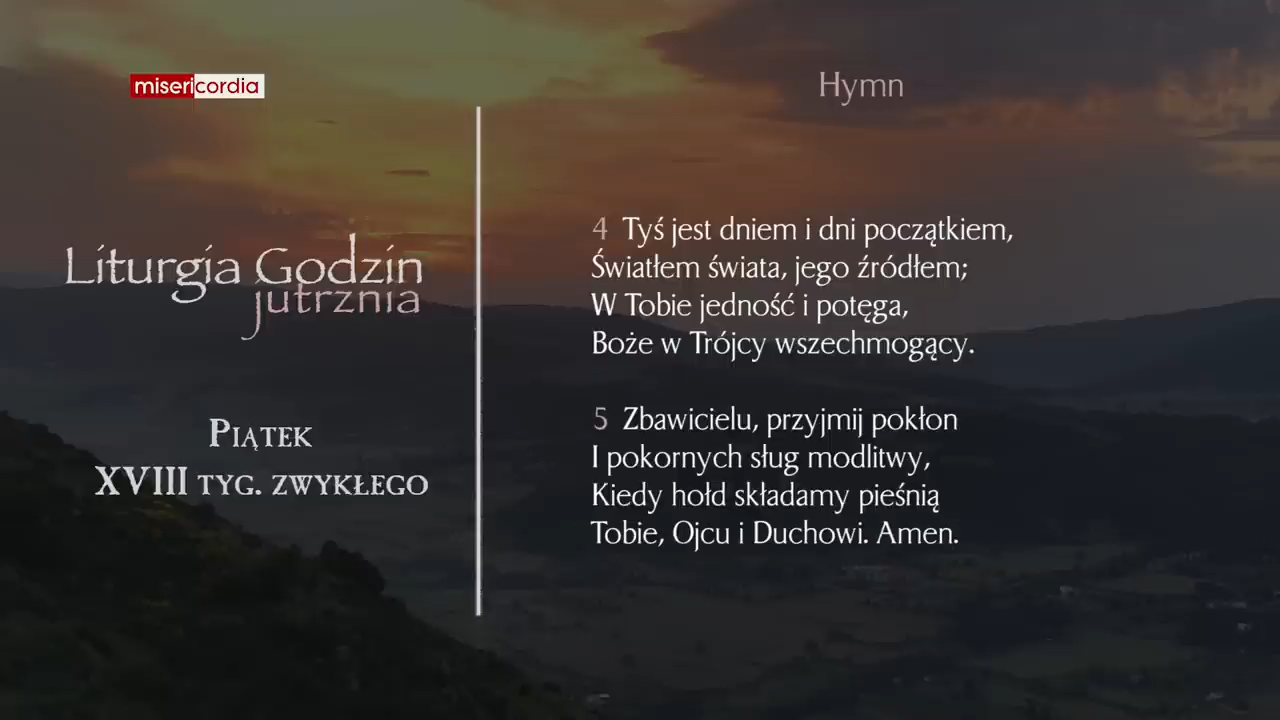 misericordia
Liturgia Godzin
jutrznia
Piątek
XVIII tyg. zwykłego
Hymn
4 Tyś jest dniem i dni początkiem,
Światłem świata, jego źródłem;
W Tobie jedność i potęga,
Boże w Trójcy wszechmogący.
5 Zbawicielu, przyjmij pokłon
I pokornych sług modlitwy,
Kiedy hołd składamy pieśnią
Tobie, Ojcu i Duchowi. Amen.